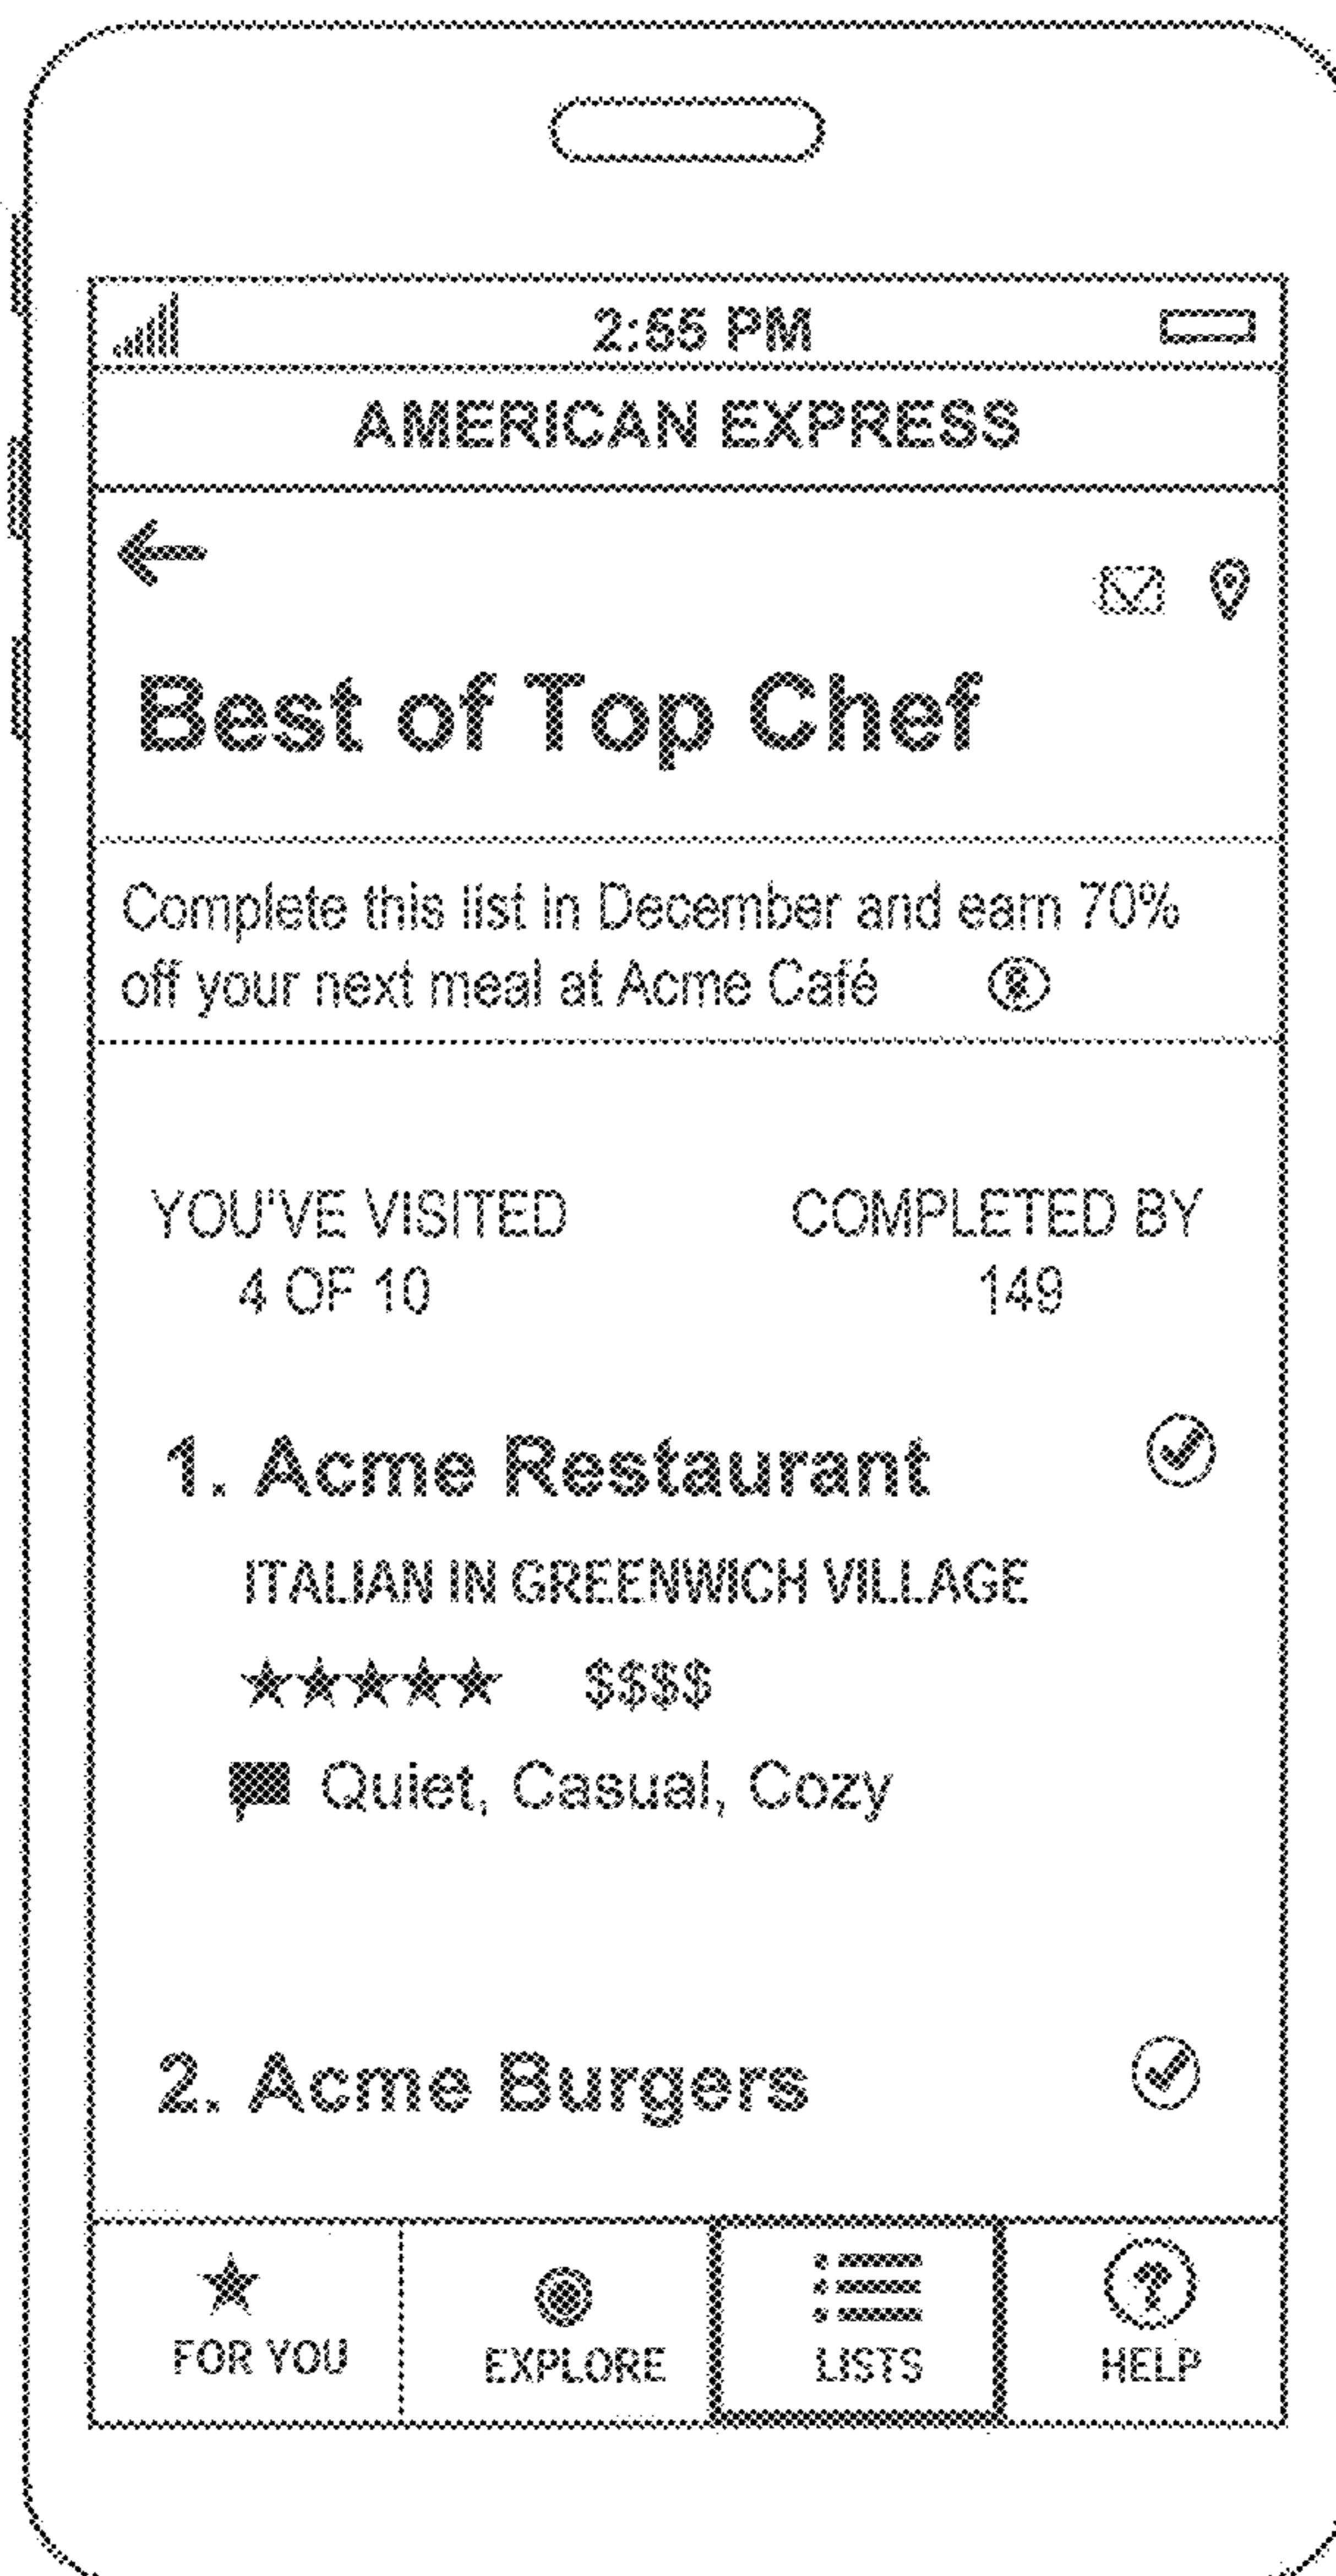 2:55 PM
AMERICAN EXPRESS
Best of Top Chef
Complete this list in December and earn 70%
off your next meal at Acme Café
YOU'VE VISITED
4 OF 10
COMPLETED BY
149
1. Acme Restaurant
ITALIAN IN GREENWICH VILLAGE
★★★★★ $$$$
Quiet, Casual, Cozy
2. Acme Burgers
FOR YOU
EXPLORE
LISTS
HELP